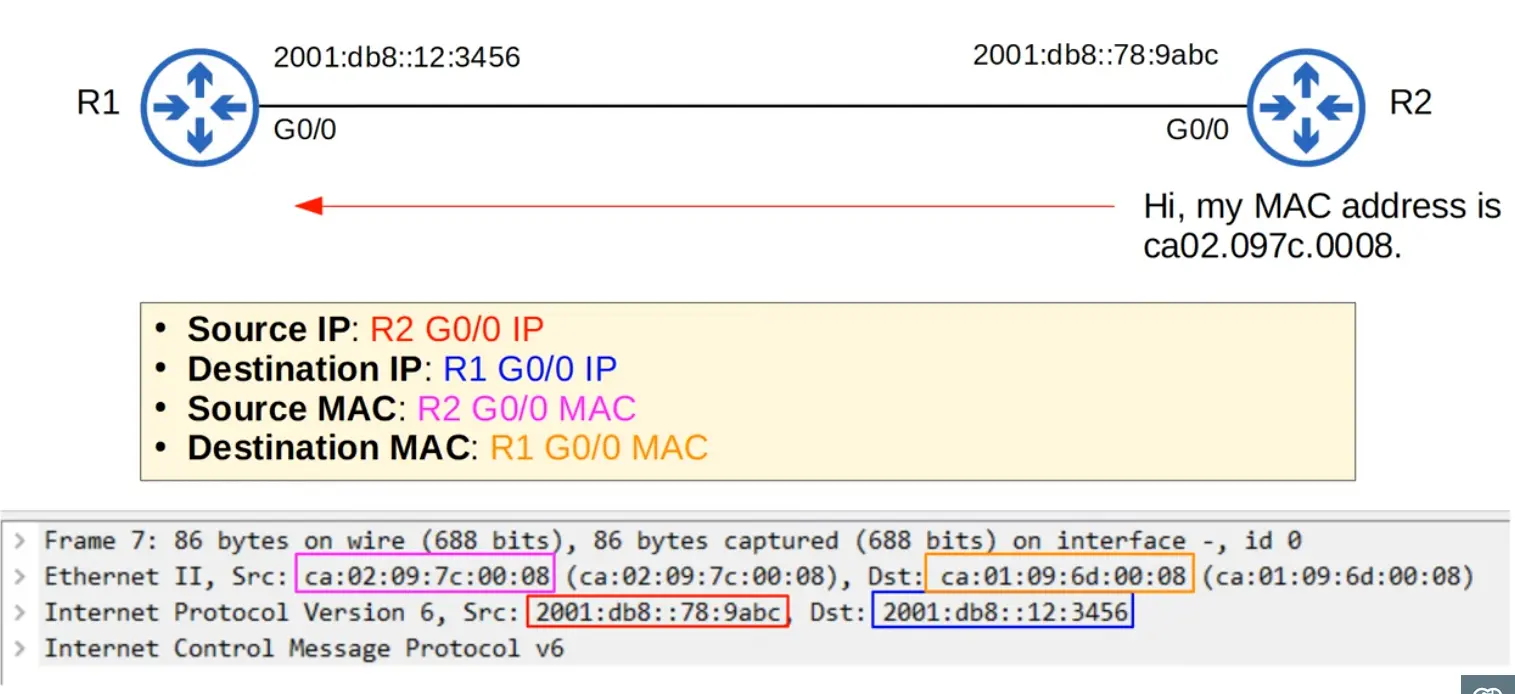 2001:db8::12:3456
2001:db8::78:9abc
R1
R2
G0/0
G0/0
Hi, my MAC address is
ca02.097c.0008.
• Source IP: R2 G0/0 IP
• Destination IP: R1 G0/0 IP
• Source MAC: R2 G0/0 MAC
• Destination MAC: R1 G0/0 MAC
> Frame 7: 86 bytes on wire (688 bits), 86 bytes captured (688 bits) on interface -, id 0
> Ethernet II, Src: ca:02:09:7c:00:08 (ca:02:09:7c:00:08), Dst: ca:01:09:6d:00:08 (ca:01:09:6d:00:08)
> Internet Protocol Version 6, Src: 2001:db8::78:9abc, Dst: 2001:db8::12:3456
> Internet Control Message Protocol v6